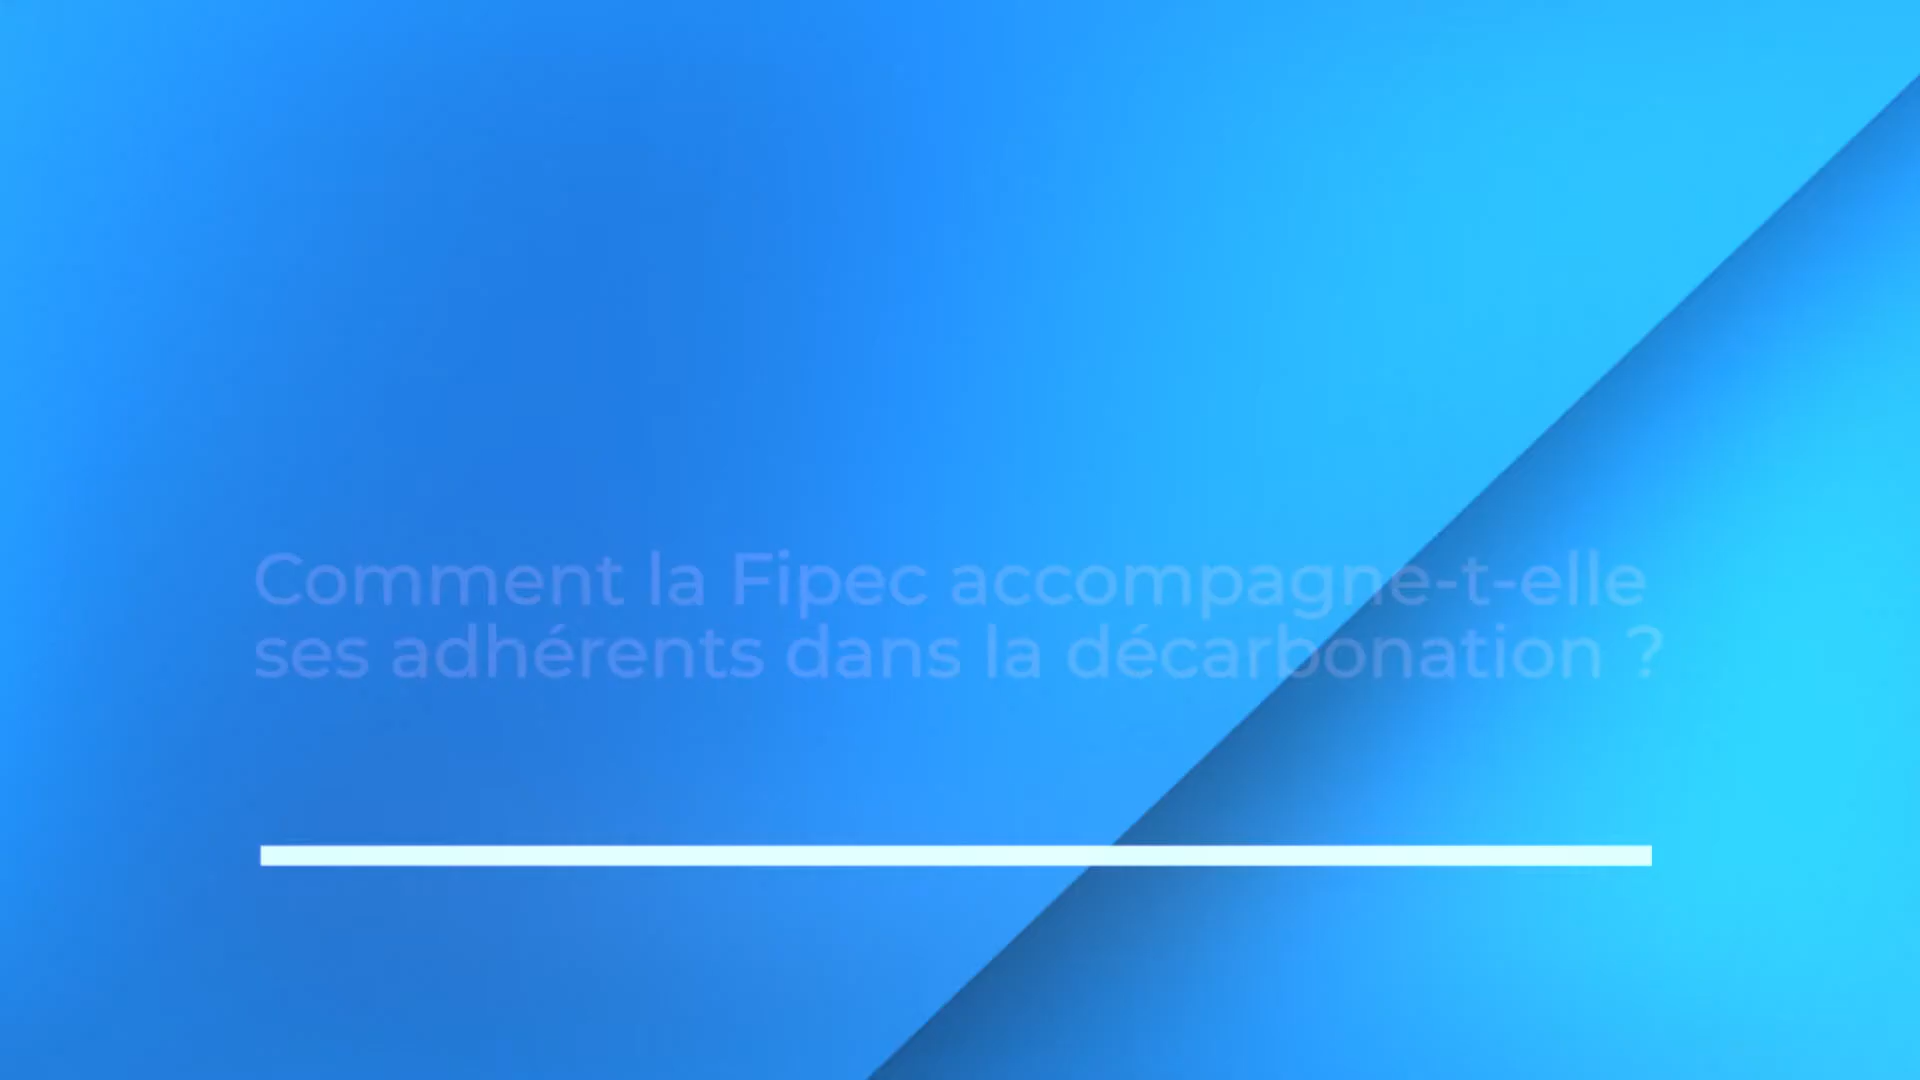 Comment la Fipec accompagne-t-elle
ses adhérents dans la décarbonation ?